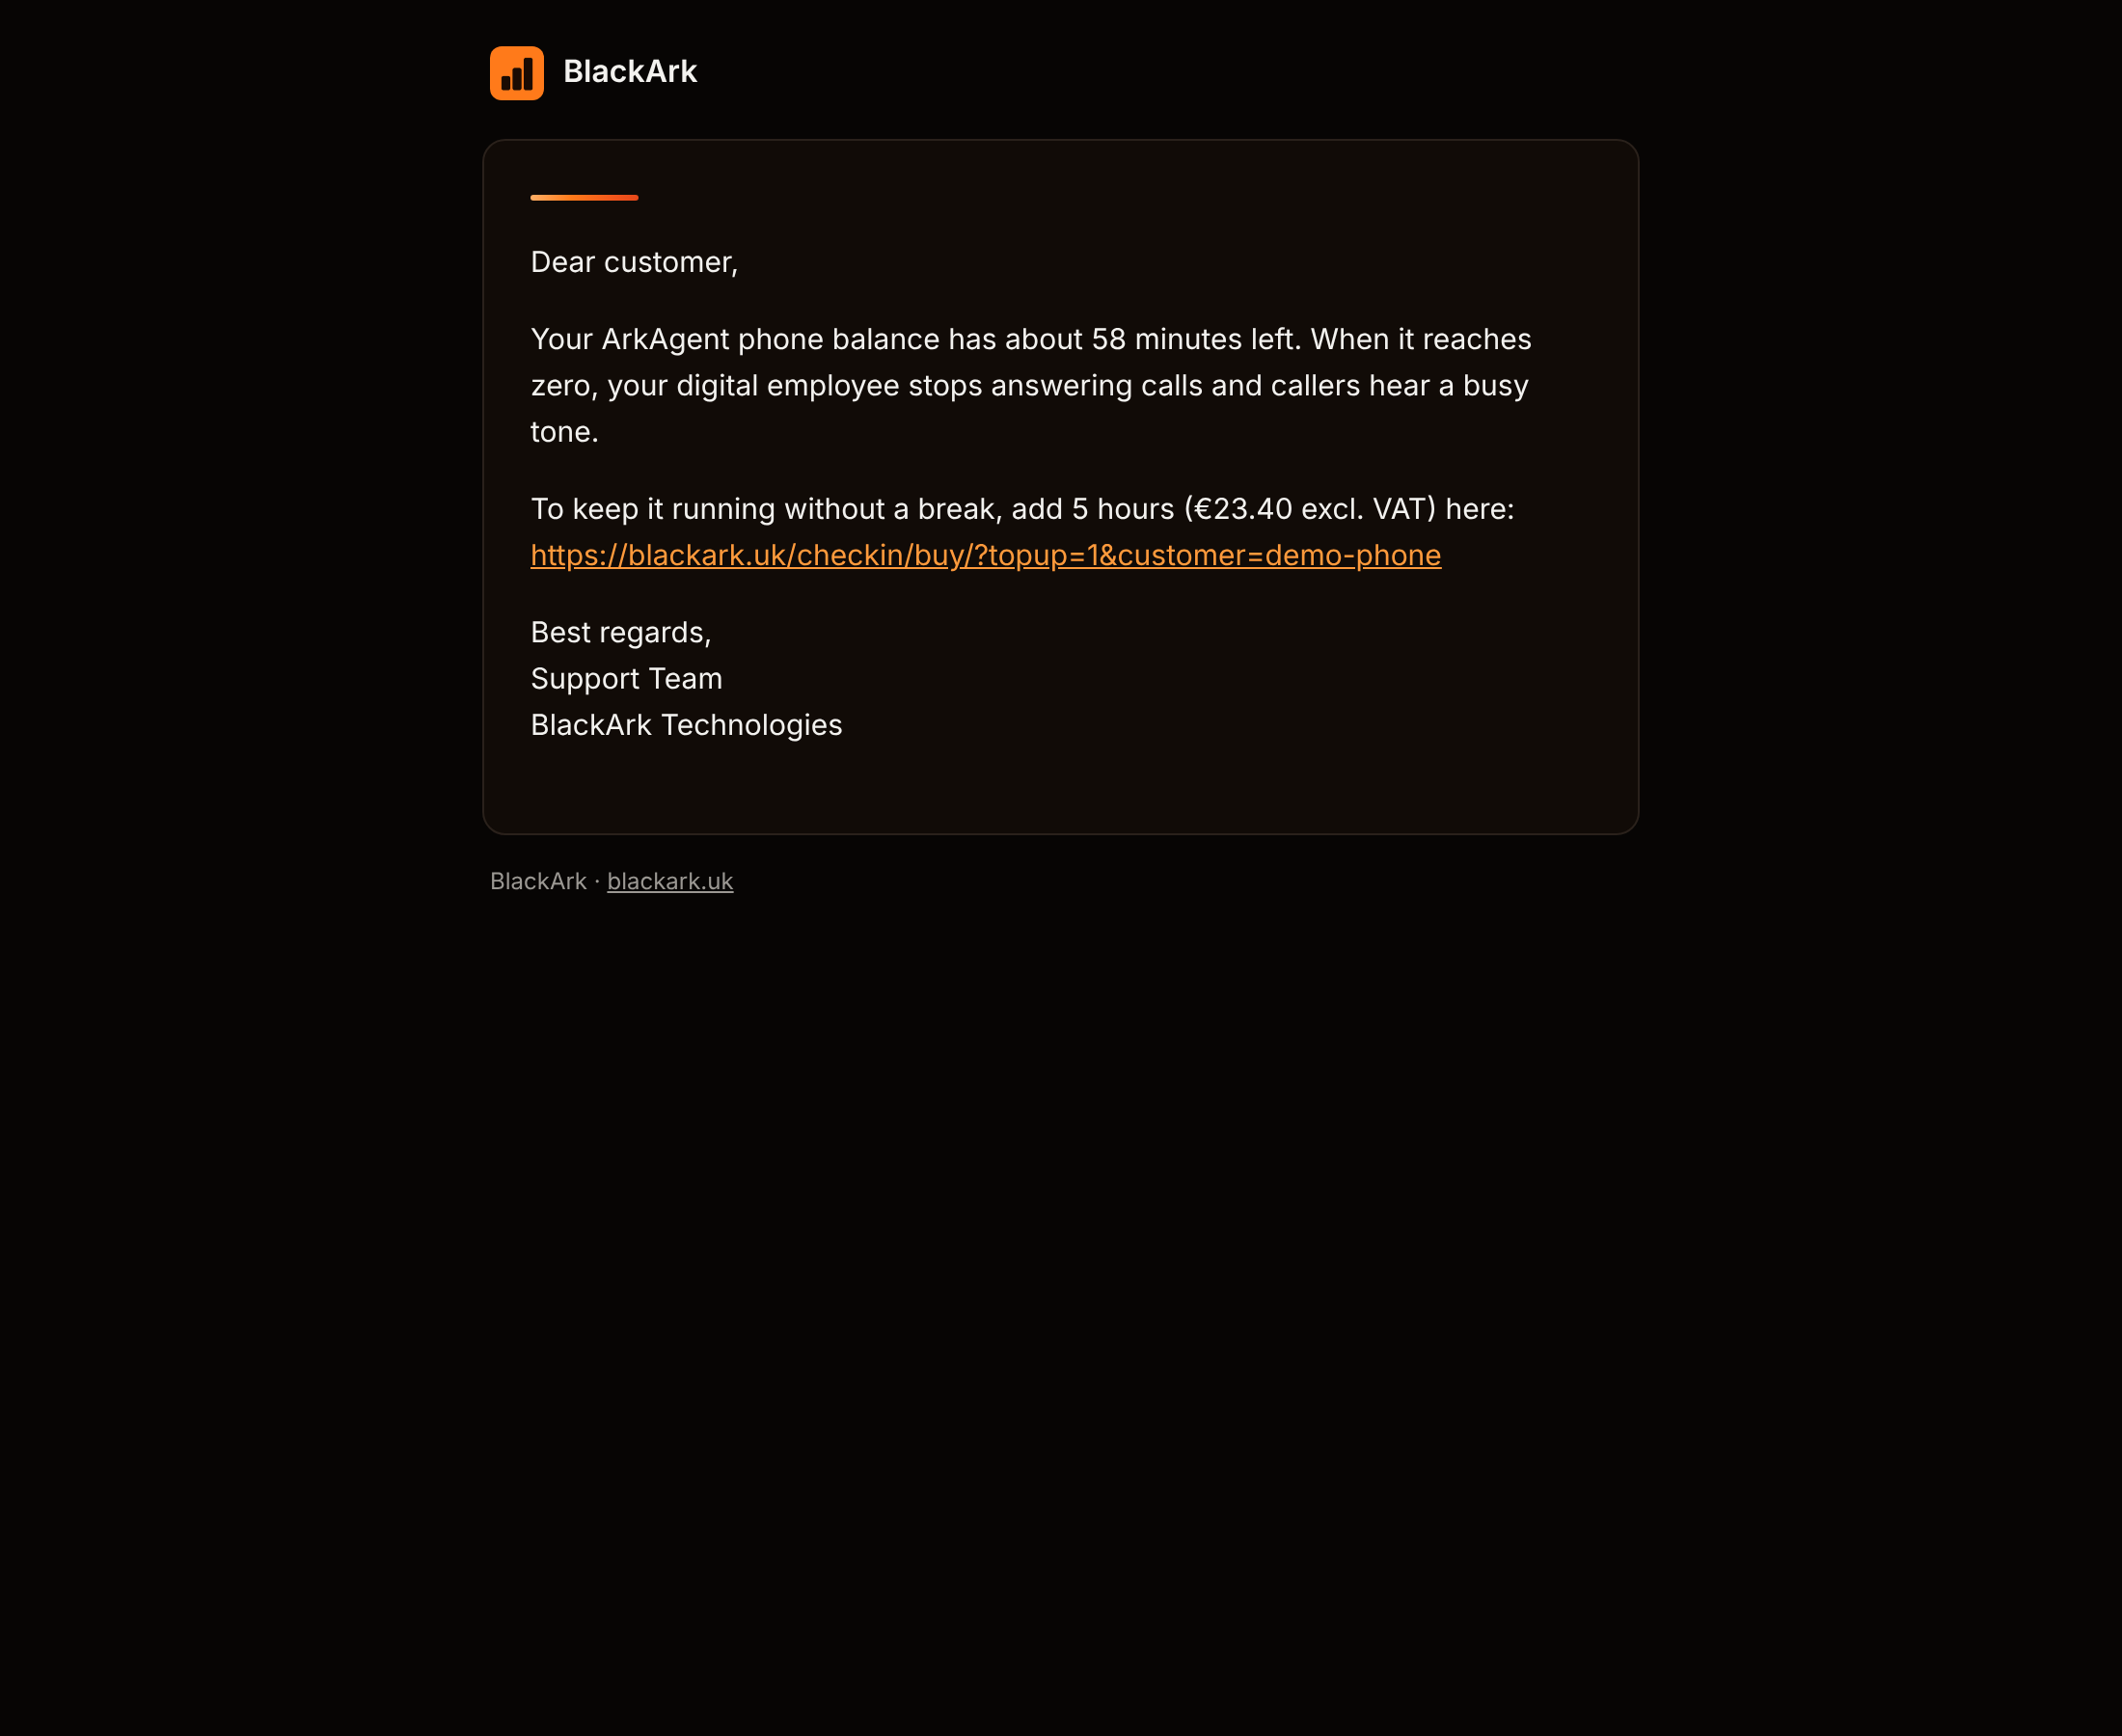 BlackArk
Dear customer,
Your ArkAgent phone balance has about 58 minutes left. When it reaches
zero, your digital employee stops answering calls and callers hear a busy
tone.
To keep it running without a break, add 5 hours (€23.40 excl. VAT) here:
https://blackark.uk/checkin/buy/?topup=1&customer=demo-phone
Best regards,
Support Team
BlackArk Technologies
BlackArk · blackark.uk